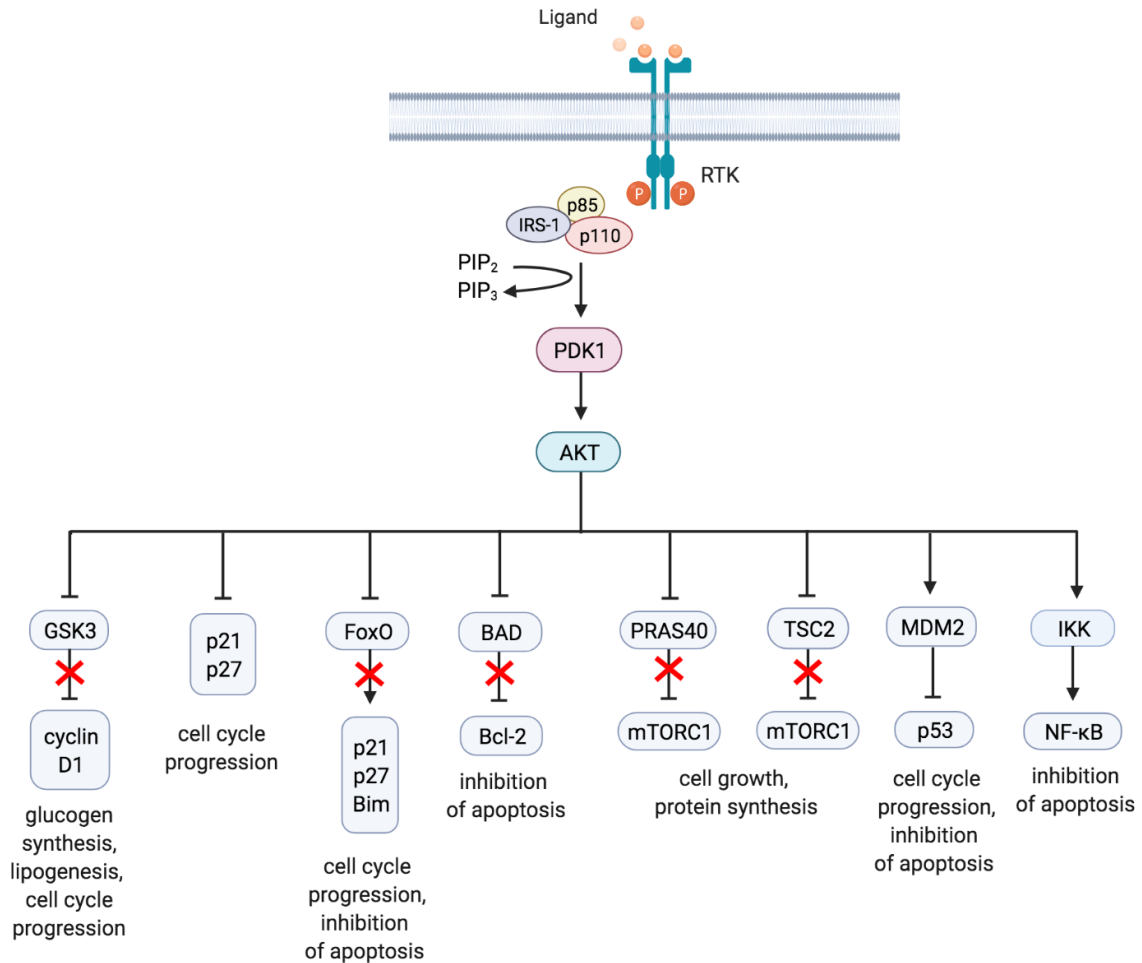 Ligand
RTK
P
P
p85
IRS-1
p110
PIP₂
PIP₃
PDK1
AKT
GSK3
cyclin
D1
glucogen
synthesis,
lipogenesis,
cell cycle
progression
p21
p27
cell cycle
progression
FoxO
p21
p27
Bim
cell cycle
progression,
inhibition
of apoptosis
BAD
Bcl-2
inhibition
of apoptosis
PRAS40
mTORC1
TSC2
mTORC1
cell growth,
protein synthesis
MDM2
p53
cell cycle
progression,
inhibition
of apoptosis
IKK
NF-κB
inhibition
of apoptosis